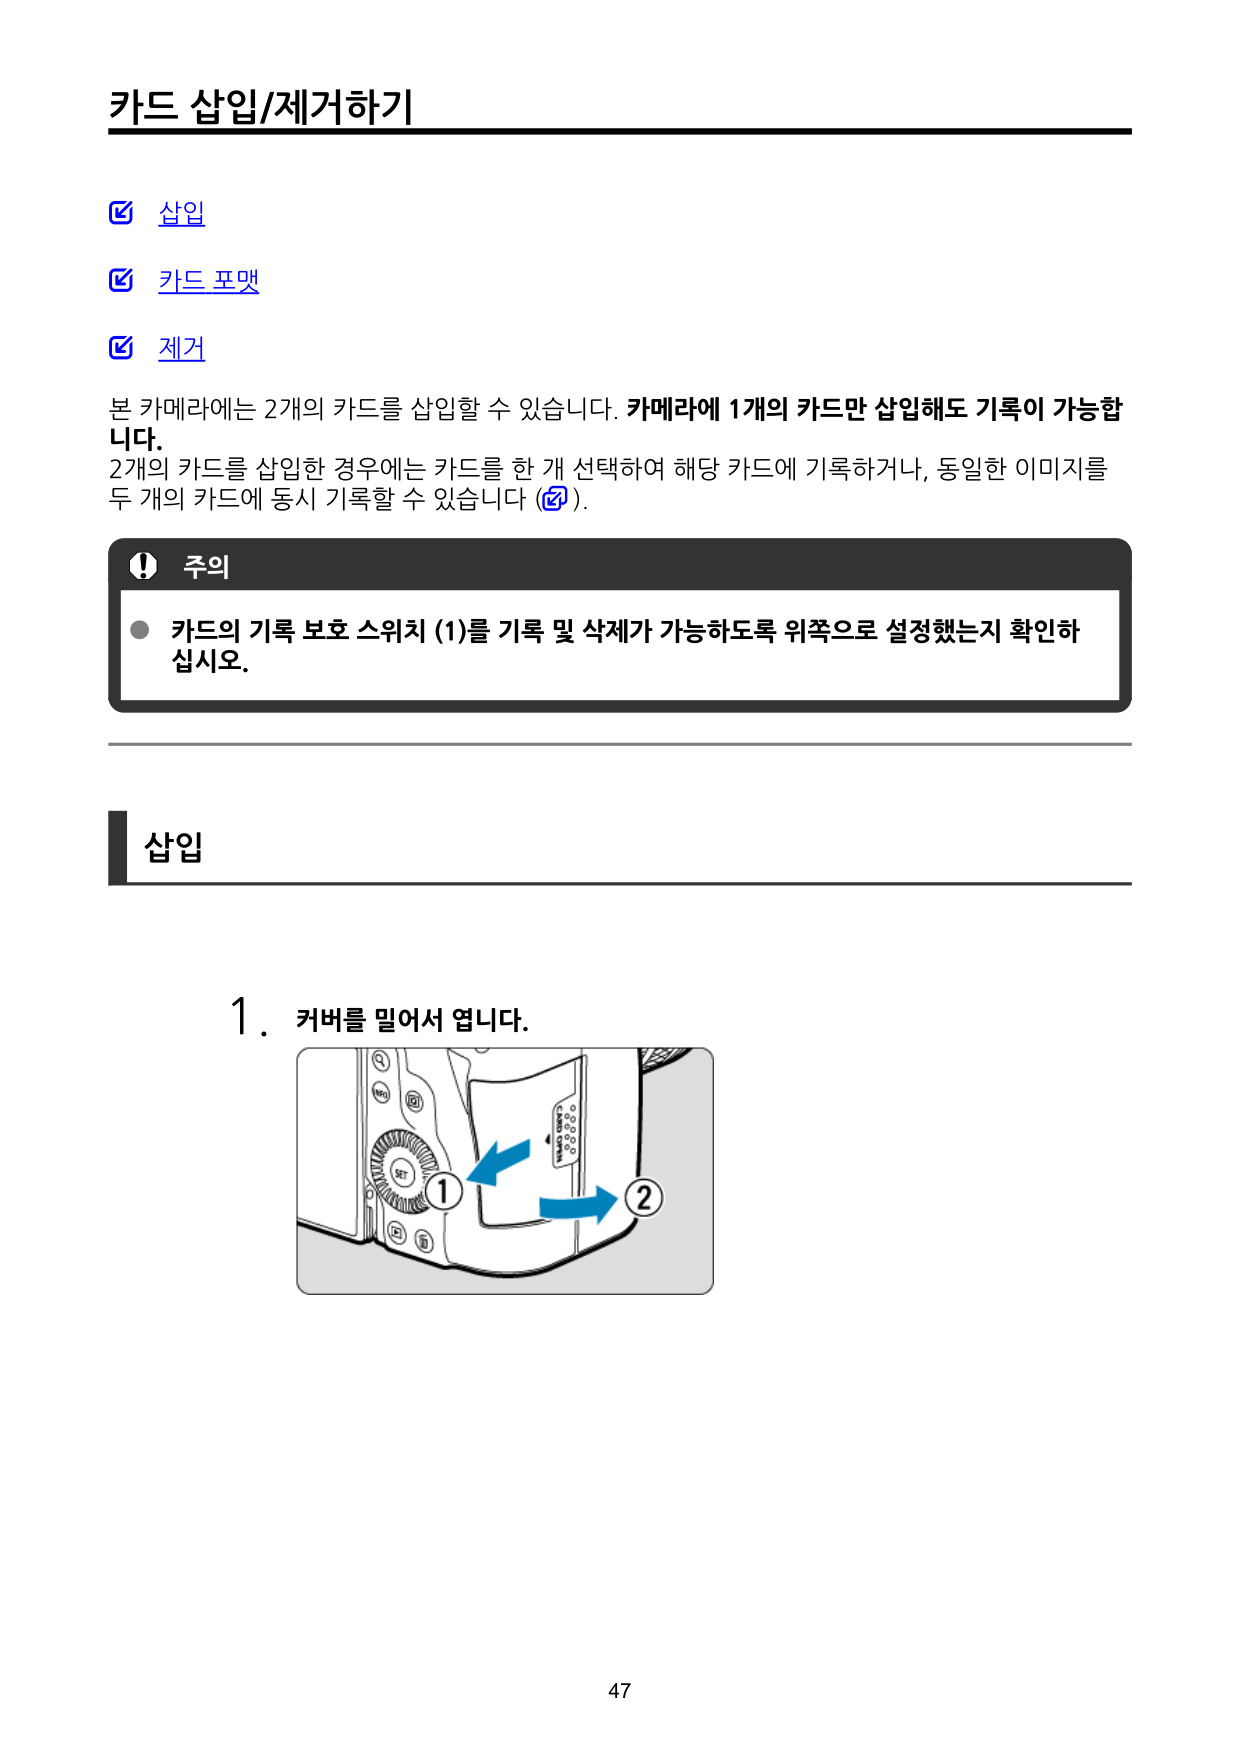 카드 삽입/제거하기
삽입
카드 포맷
제거
본 카메라에는 2개의 카드를 삽입할 수 있습니다. 카메라에 1개의 카드만 삽입해도 기록이 가능합
니다.
2개의 카드를 삽입한 경우에는 카드를 한 개 선택하여 해당 카드에 기록하거나, 동일한 이미지를
두 개의 카드에 동시 기록할 수 있습니다 ( ).
주의
카드의 기록 보호 스위치 (1)를 기록 및 삭제가 가능하도록 위쪽으로 설정했는지 확인하
십시오.
삽입
1. 커버를 밀어서 엽니다.
INFO
CARD OPEN
SET
1
2
47